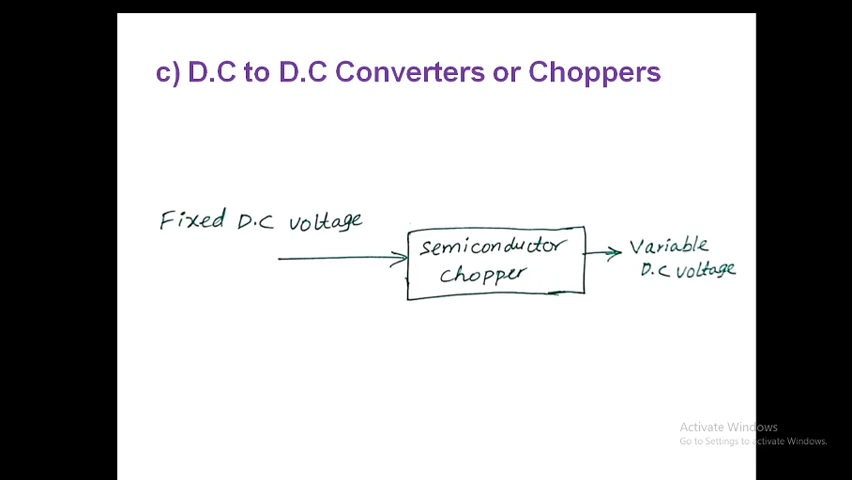 c) D.C to D.C Converters or Choppers
Fixed D.C voltage
semiconductor
chopper
Variable
D.C voltage
Activate Windows
Go to Settings to activate Windows.